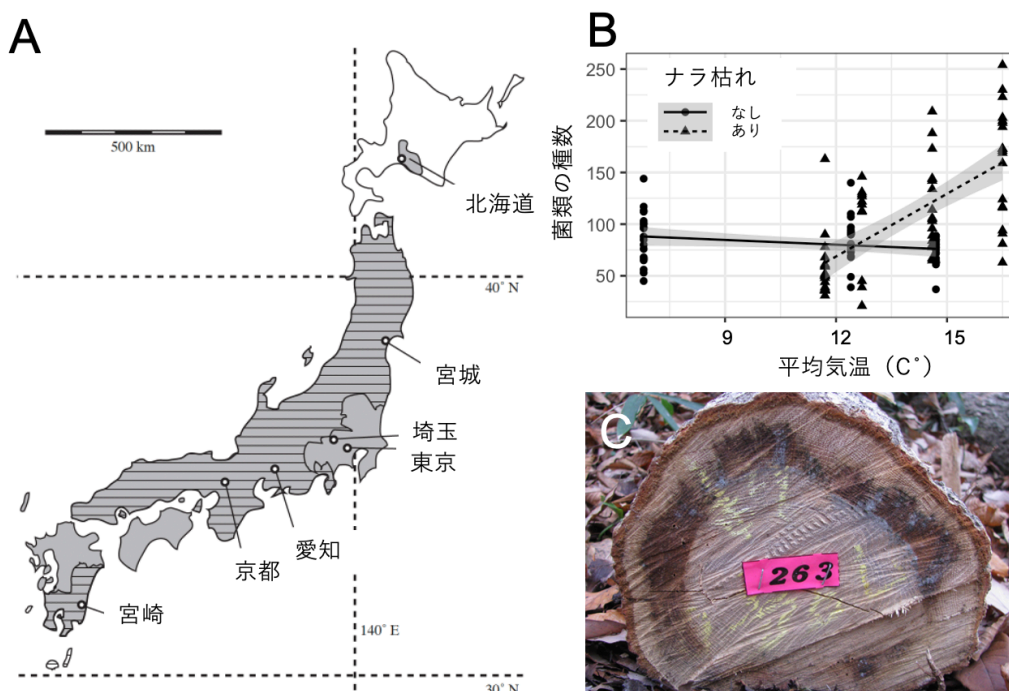 A
500 km
北海道
40° N
宮城
埼玉
東京
愛知
京都
宮崎
140° E
30° N
B
ナラ枯れ
なし
あり
菌類の種数
250
200
150
100
50
9
12
15
平均気温（C°）
C
263